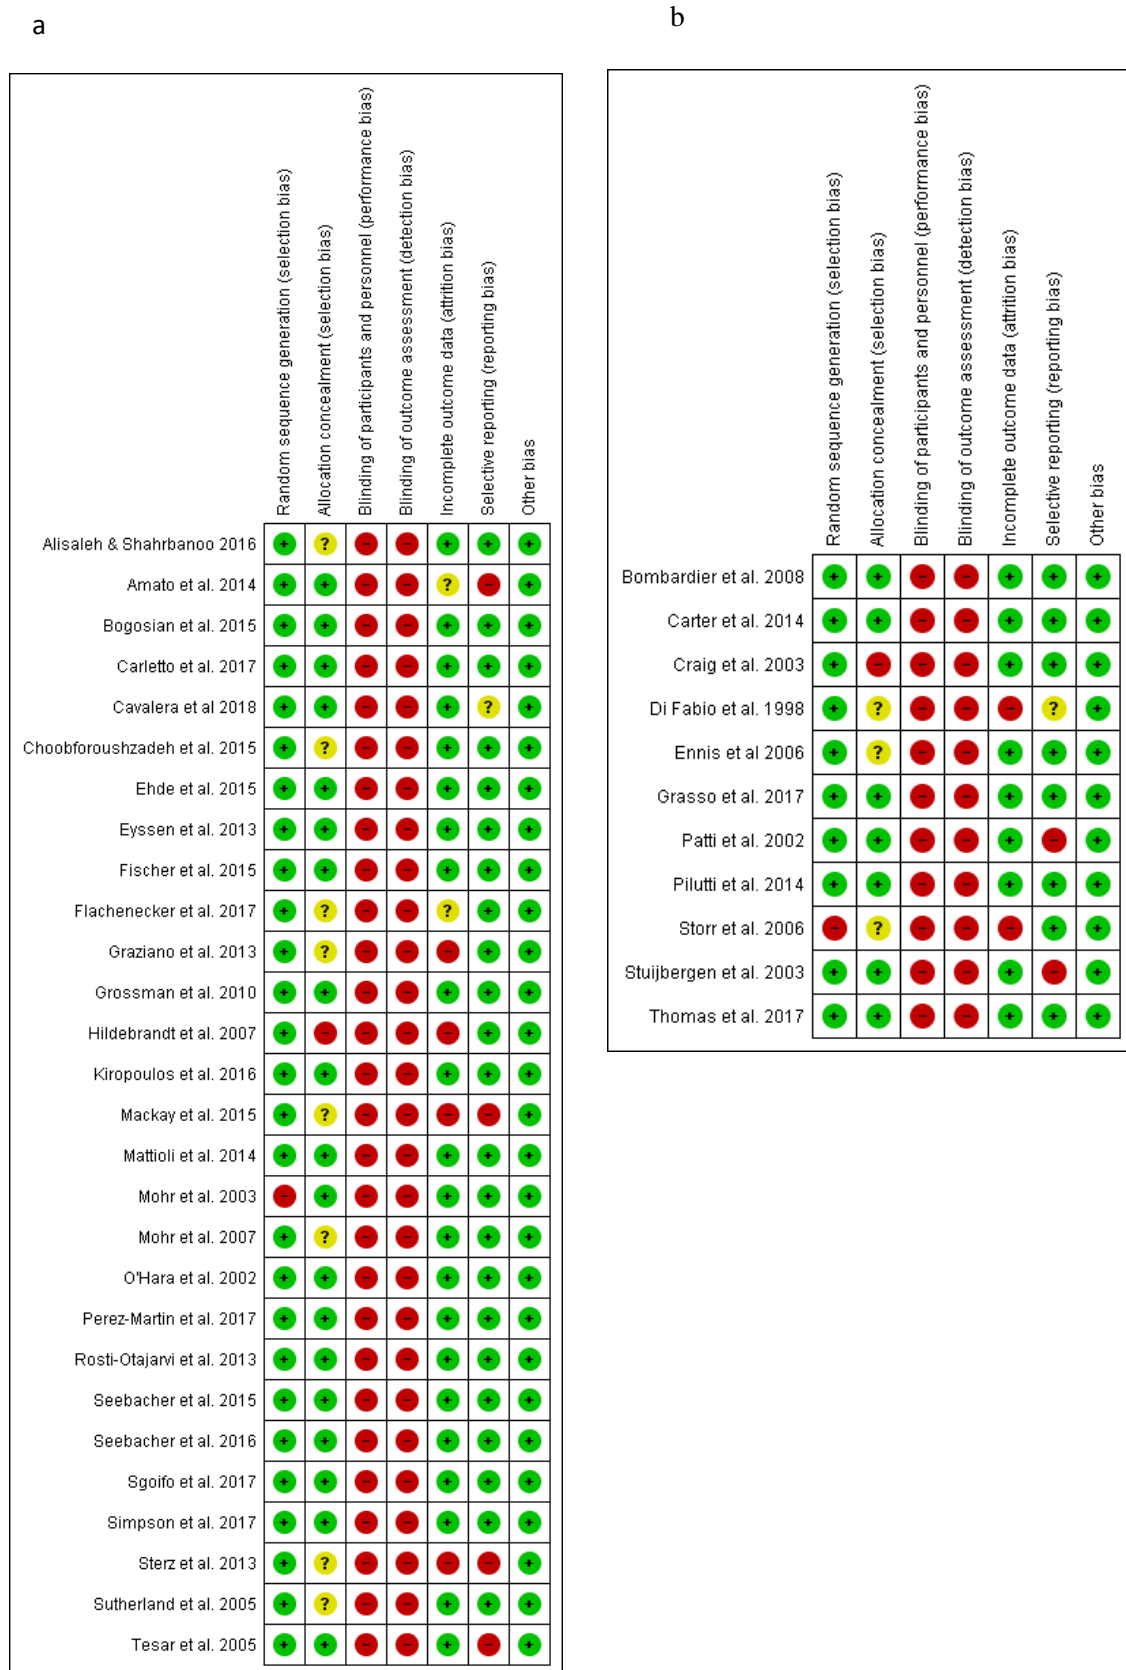 a
Random sequence generation (selection bias)
Allocation concealment (selection bias)
Blinding of participants and personnel (performance bias)
Blinding of outcome assessment (detection bias)
Incomplete outcome data (attrition bias)
Selective reporting (reporting bias)
Other bias
Alisaleh & Shahrbanoo 2016 + ? - - + + +
Amato et al. 2014 + + - - ? - +
Bogosian et al. 2015 + + - - + + +
Carletto et al. 2017 + + - - + + +
Cavalera et al 2018 + + - - + ? +
Choobforoushzadeh et al. 2015 + ? - - + + +
Ehde et al. 2015 + + - - + + +
Eyssen et al. 2013 + + - - + + +
Fischer et al. 2015 + + - - + + +
Flachenecker et al. 2017 + ? - - ? + +
Graziano et al. 2013 + ? - - - + +
Grossman et al. 2010 + + - - + + +
Hildebrandt et al. 2007 + - - - - + +
Kiropoulos et al. 2016 + + - - + + +
Mackay et al. 2015 + ? - - - - +
Mattioli et al. 2014 + + - - + + +
Mohr et al. 2003 - + - - + + +
Mohr et al. 2007 + ? - - + + +
O'Hara et al. 2002 + + - - + + +
Perez-Martin et al. 2017 + + - - + + +
Rosti-Otajarvi et al. 2013 + + - - + + +
Seebacher et al. 2015 + + - - + + +
Seebacher et al. 2016 + + - - + + +
Sgoifo et al. 2017 + + - - + + +
Simpson et al. 2017 + + - - + + +
Sterz et al. 2013 + ? - - - - +
Sutherland et al. 2005 + ? - - + + +
Tesar et al. 2005 + + - - + - +
b
Random sequence generation (selection bias)
Allocation concealment (selection bias)
Blinding of participants and personnel (performance bias)
Blinding of outcome assessment (detection bias)
Incomplete outcome data (attrition bias)
Selective reporting (reporting bias)
Other bias
Bombardier et al. 2008 + + - - + + +
Carter et al. 2014 + + - - + + +
Craig et al. 2003 + - - - + + +
Di Fabio et al. 1998 + ? - - - ? +
Ennis et al 2006 + ? - - + + +
Grasso et al. 2017 + + - - + + +
Patti et al. 2002 + + - - + - +
Pilutti et al. 2014 + + - - + + +
Storr et al. 2006 - ? - - - + +
Stuijbergen et al. 2003 + + - - + - +
Thomas et al. 2017 + + - - + + +